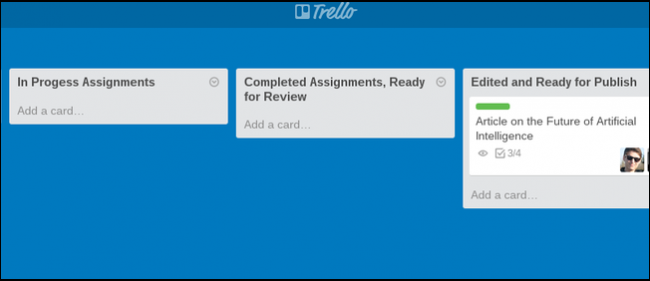 Trello
In Progess Assignments
Add a card…
Completed Assignments, Ready
for Review
Add a card…
Edited and Ready for Publish
Article on the Future of Artificial
Intelligence
3/4
Add a card…